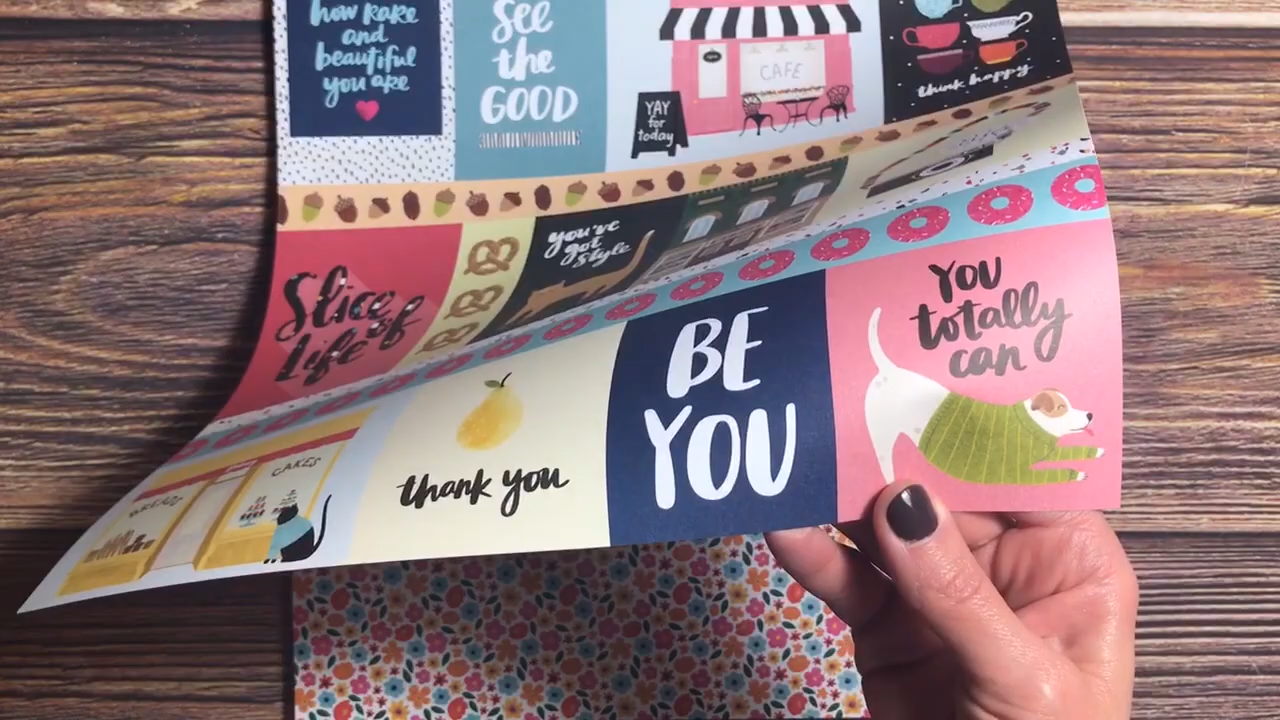 how rare
and
beautiful
you are
See
the
GOOD
CAFE
YAY
for
today
think happy
you've
got
style
Slice
of
Life
YOU
totally
can
BE
YOU
thank you
CAKES
BREADS